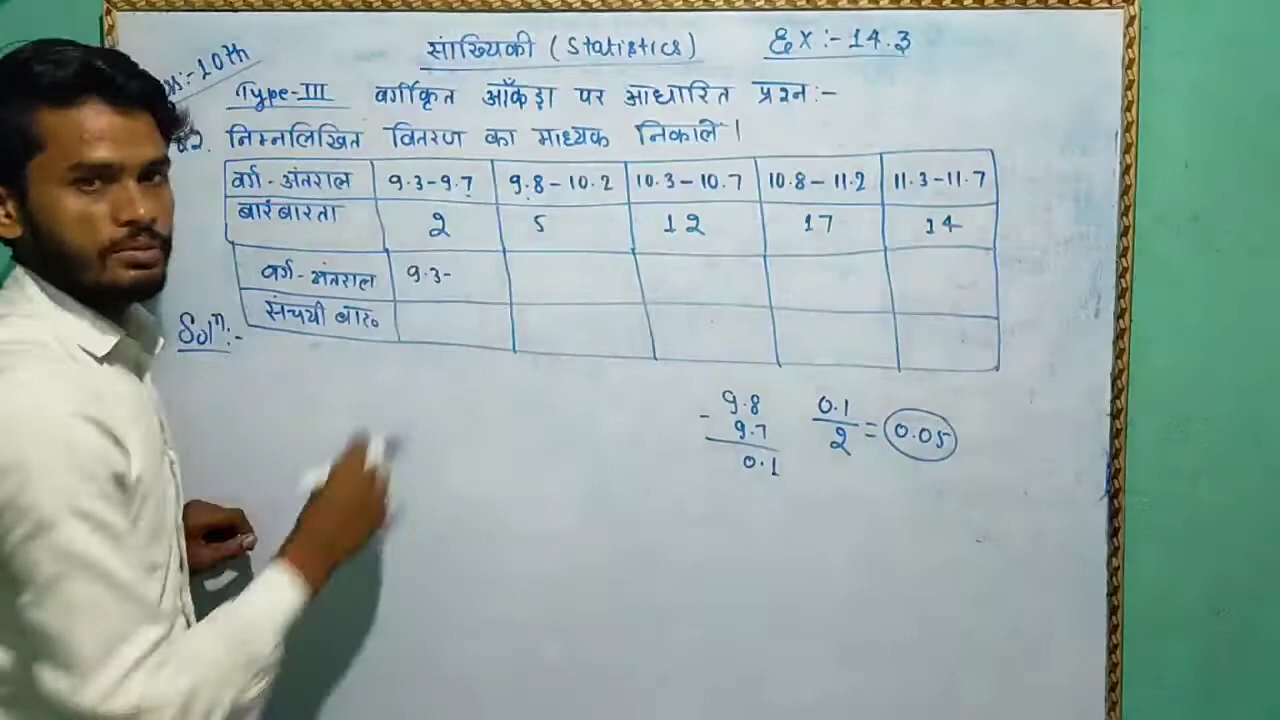 सांख्यिकी (Statistics) Ex:-14.3
:-10th
Type-III वर्गीकृत आँकड़ा पर आधारित प्रश्न:-
2. निम्नलिखित वितरण का माध्यक निकालें।
वर्ग-अंतराल 9.3-9.7 9.8-10.2 10.3-10.7 10.8-11.2 11.3-11.7
बारंबारता 2 5 12 17 14
वर्ग-अंतराल 9.3-
संचयी बार०
Solⁿ:-
9.8
- 9.7
0.1
0.1/2 = 0.05